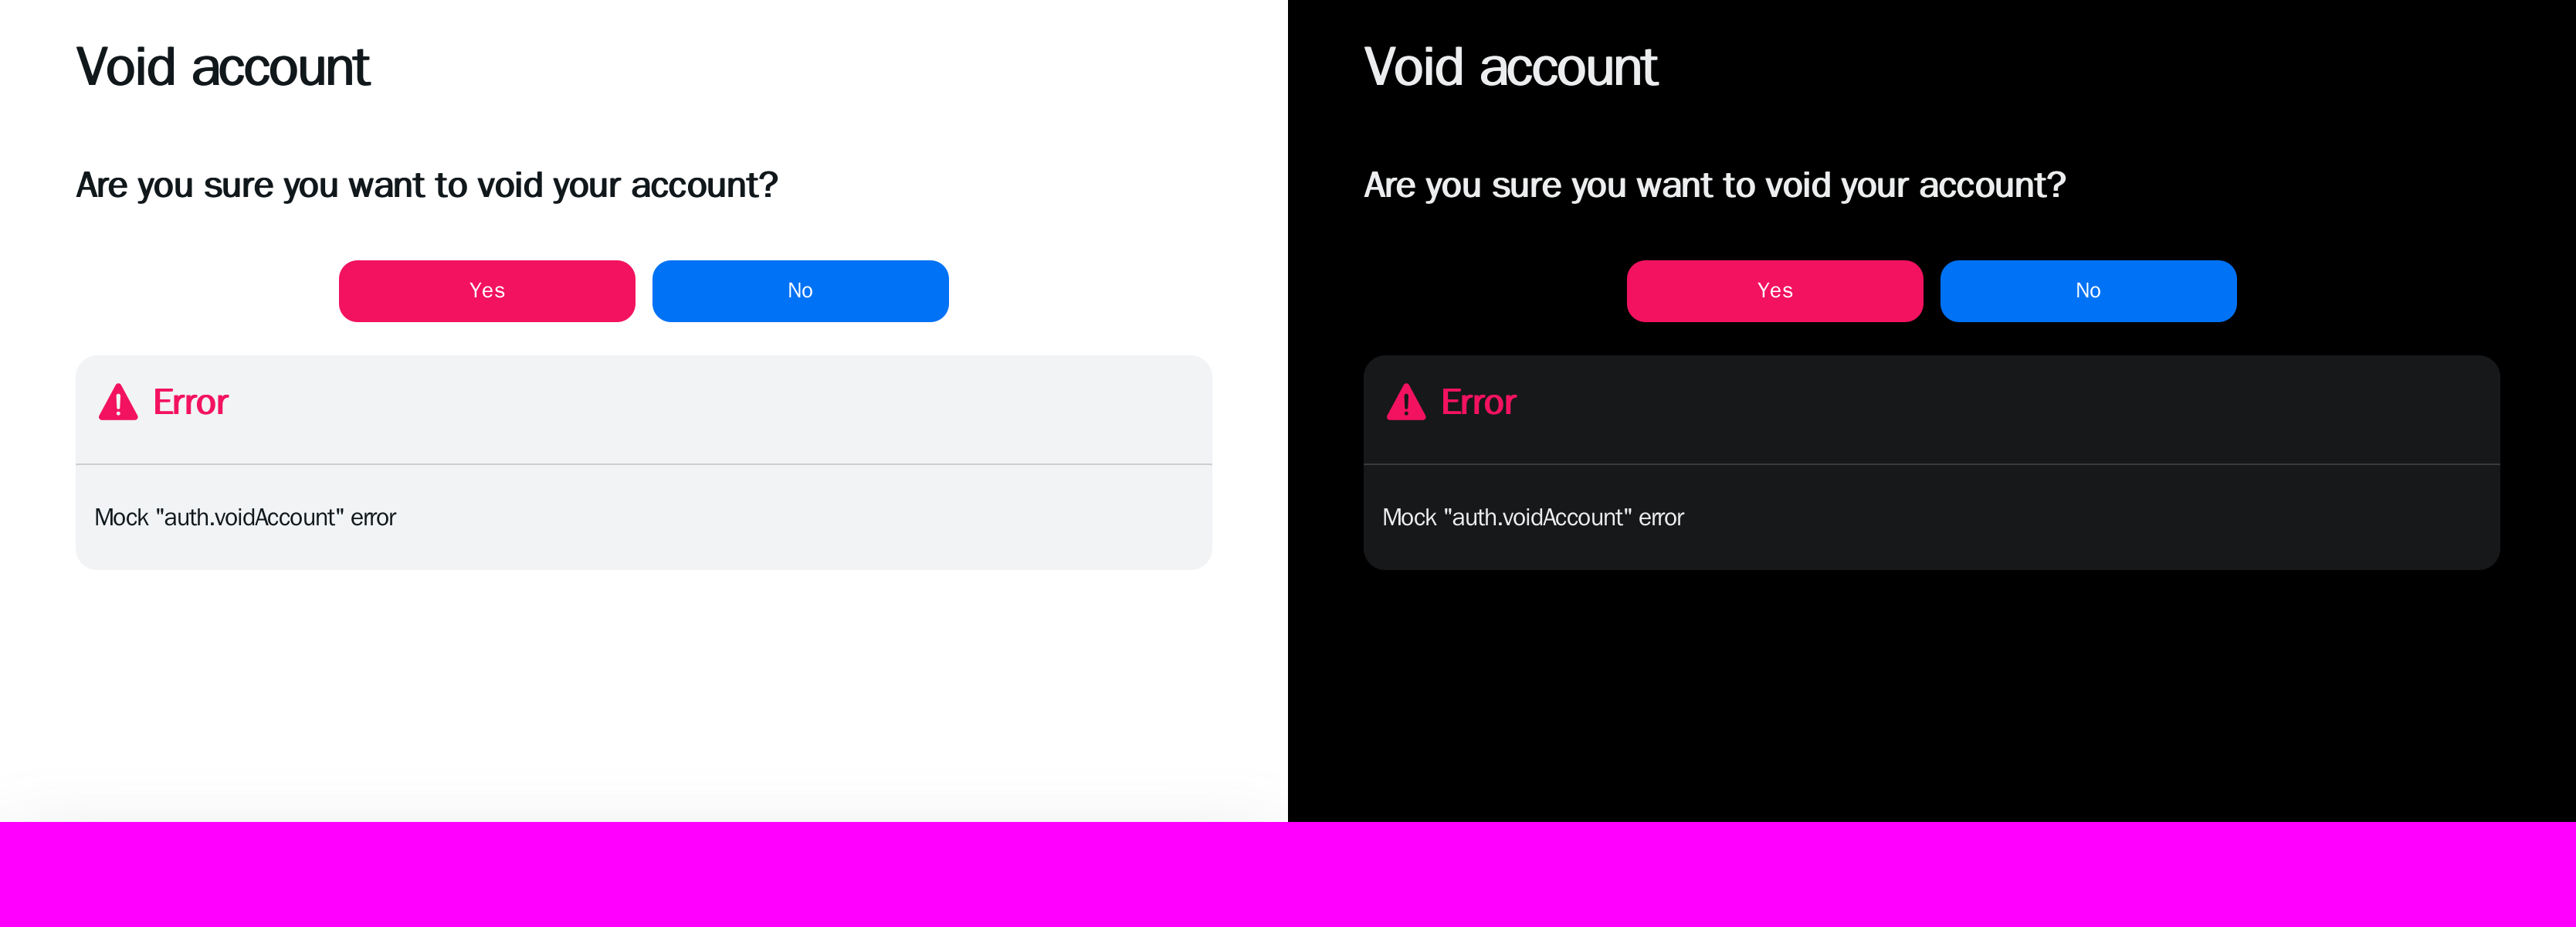 Void account
Are you sure you want to void your account?
Yes
No
Error
Mock "auth.voidAccount" error
Void account
Are you sure you want to void your account?
Yes
No
Error
Mock "auth.voidAccount" error